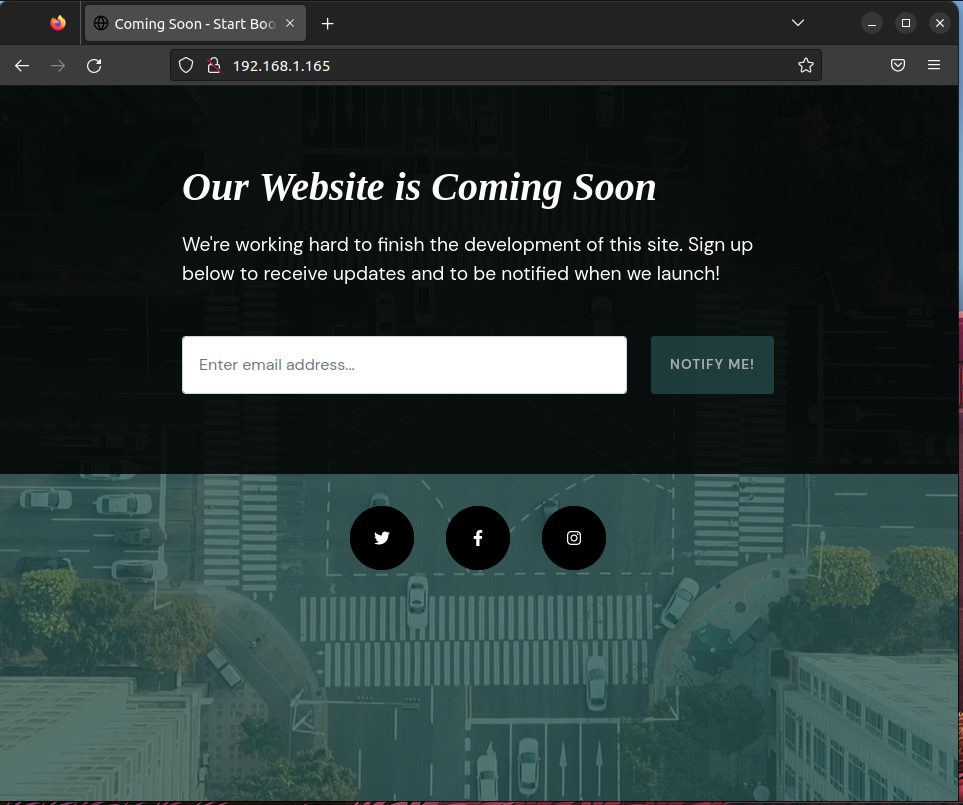 Coming Soon - Start Boo
192.168.1.165
Our Website is Coming Soon
We're working hard to finish the development of this site. Sign up
below to receive updates and to be notified when we launch!
Enter email address...
NOTIFY ME!